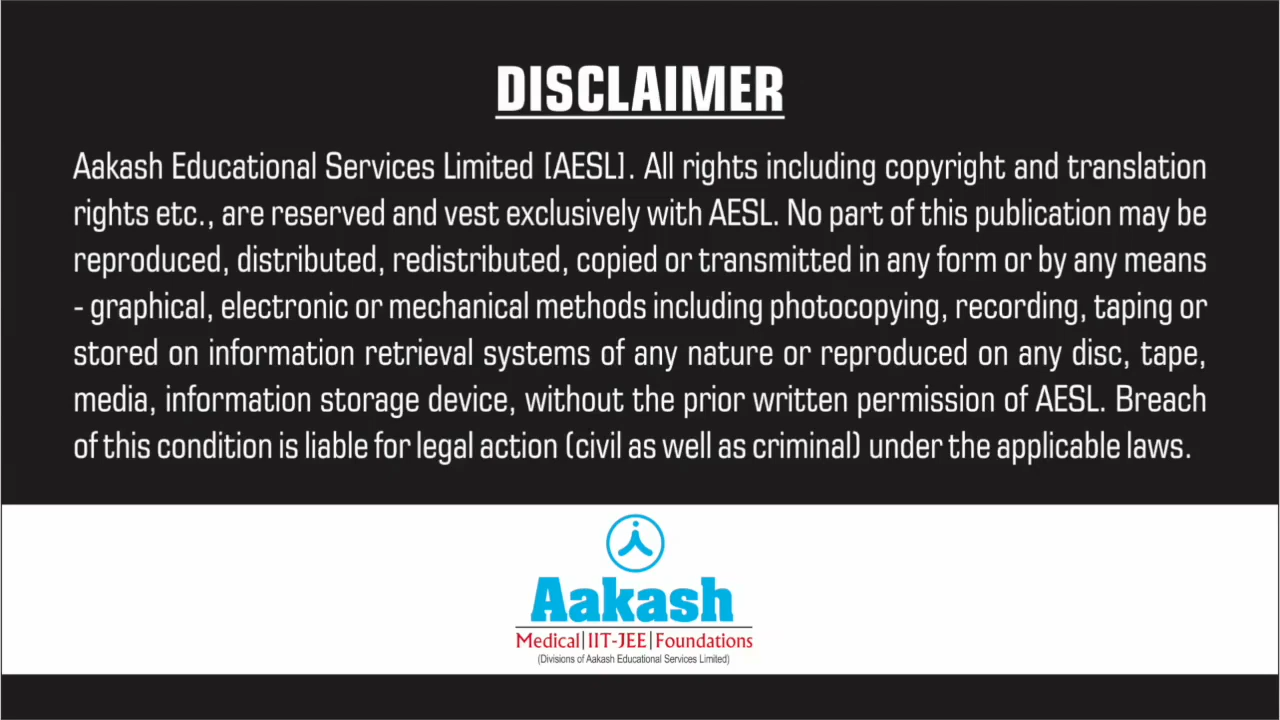 DISCLAIMER
Aakash Educational Services Limited [AESL]. All rights including copyright and translation
rights etc., are reserved and vest exclusively with AESL. No part of this publication may be
reproduced, distributed, redistributed, copied or transmitted in any form or by any means
- graphical, electronic or mechanical methods including photocopying, recording, taping or
stored on information retrieval systems of any nature or reproduced on any disc, tape,
media, information storage device, without the prior written permission of AESL. Breach
of this condition is liable for legal action (civil as well as criminal) under the applicable laws.
Aakash
Medical|IIT-JEE|Foundations
(Divisions of Aakash Educational Services Limited)